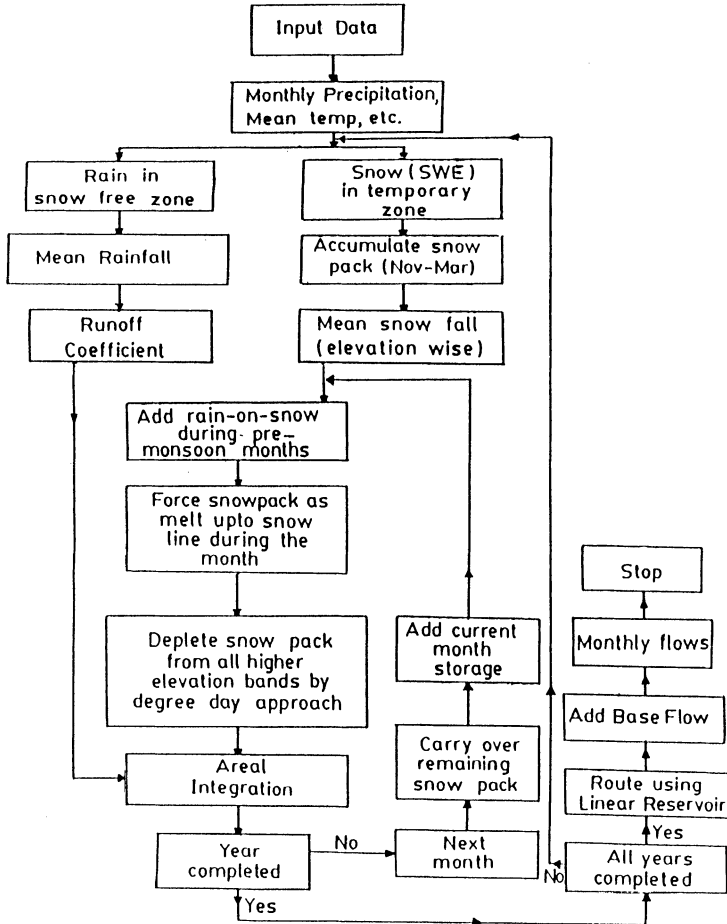 Input Data
Monthly Precipitation,
Mean temp, etc.
Rain in
snow free zone
Snow (SWE)
in temporary
zone
Mean Rainfall
Accumulate snow
pack (Nov-Mar)
Runoff
Coefficient
Mean snow fall
(elevation wise)
Add rain-on-snow
during pre-
monsoon months
Force snowpack as
melt upto snow
line during the
month
Deplete snow pack
from all higher
elevation bands by
degree day approach
Areal
Integration
Year
completed
No
Yes
Next
month
Carry over
remaining
snow pack
Add current
month
storage
All years
completed
No
Yes
Route using
Linear Reservoir
Add Base Flow
Monthly flows
Stop